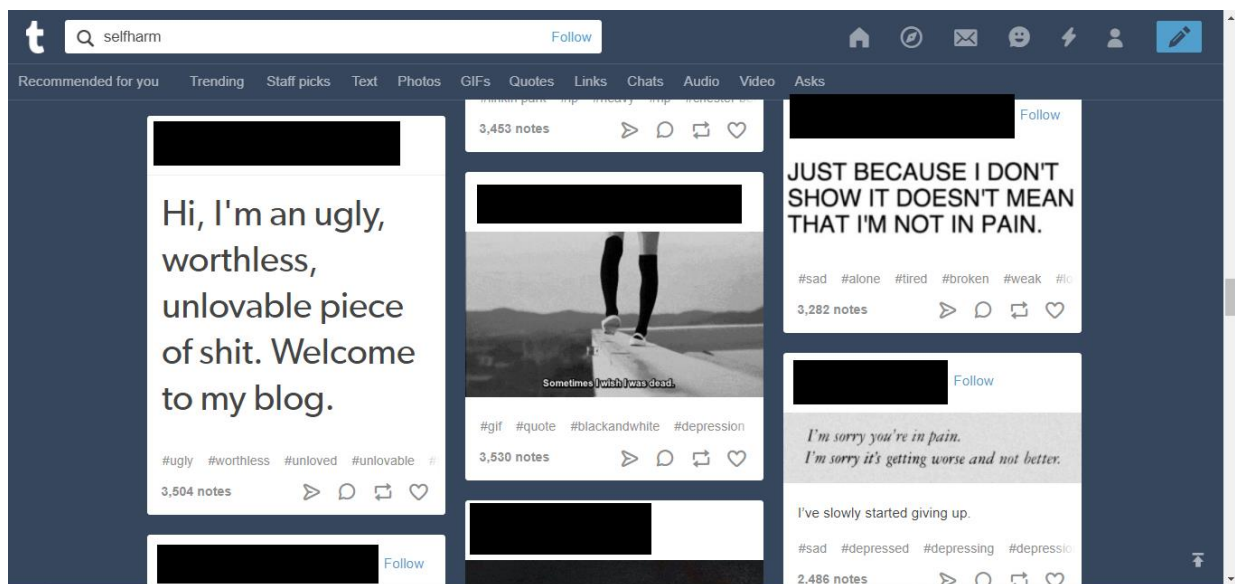 t
selfharm
Follow
Recommended for you
Trending
Staff picks
Text
Photos
GIFs
Quotes
Links
Chats
Audio
Video
Asks
Hi, I'm an ugly,
worthless,
unlovable piece
of shit. Welcome
to my blog.
#ugly #worthless #unloved #unlovable
3,504 notes
Follow
3,453 notes
Sometimes I wish I was dead.
#gif #quote #blackandwhite #depression
3,530 notes
Follow
JUST BECAUSE I DON'T
SHOW IT DOESN'T MEAN
THAT I'M NOT IN PAIN.
#sad #alone #tired #broken #weak
3,282 notes
Follow
I'm sorry you're in pain.
I'm sorry it's getting worse and not better.
I've slowly started giving up.
#sad #depressed #depressing
2,486 notes